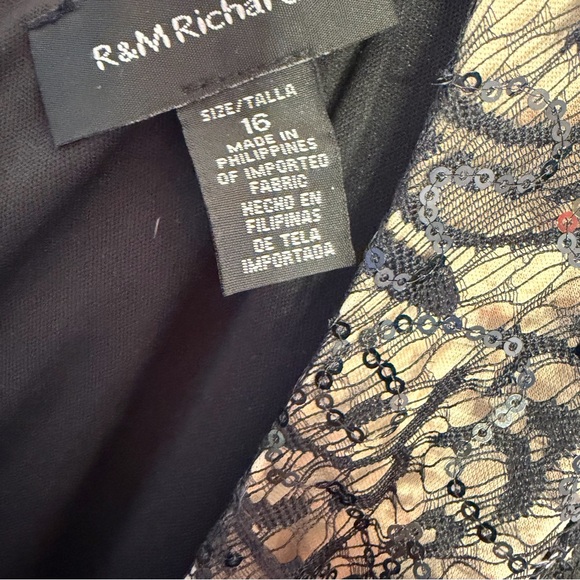 R&M Richar
SIZE/TALLA
16
MADE IN
PHILIPPINES
OF IMPORTED
FABRIC
HECHO EN
FILIPINAS
DE TELA
IMPORTADA